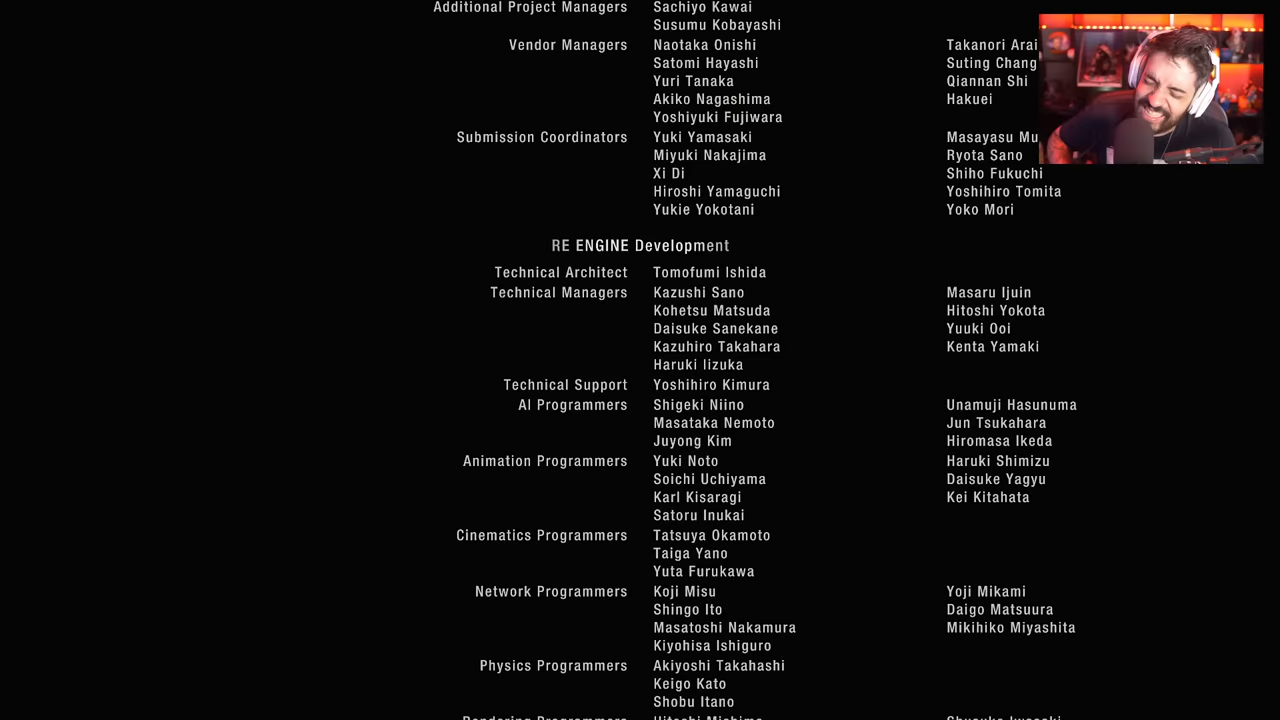 Additional Project Managers Sachiyo Kawai
Susumu Kobayashi
Vendor Managers Naotaka Onishi Takanori Arai
Satomi Hayashi Suting Chang
Yuri Tanaka Qiannan Shi
Akiko Nagashima Hakuei
Yoshiyuki Fujiwara
Submission Coordinators Yuki Yamasaki Masayasu Mu
Miyuki Nakajima Ryota Sano
Xi Di Shiho Fukuchi
Hiroshi Yamaguchi Yoshihiro Tomita
Yukie Yokotani Yoko Mori
RE ENGINE Development
Technical Architect Tomofumi Ishida
Technical Managers Kazushi Sano Masaru Ijuin
Kohetsu Matsuda Hitoshi Yokota
Daisuke Sanekane Yuuki Ooi
Kazuhiro Takahara Kenta Yamaki
Haruki Iizuka
Technical Support Yoshihiro Kimura
AI Programmers Shigeki Niino Unamuji Hasunuma
Masataka Nemoto Jun Tsukahara
Juyong Kim Hiromasa Ikeda
Animation Programmers Yuki Noto Haruki Shimizu
Soichi Uchiyama Daisuke Yagyu
Karl Kisaragi Kei Kitahata
Satoru Inukai
Cinematics Programmers Tatsuya Okamoto
Taiga Yano
Yuta Furukawa
Network Programmers Koji Misu Yoji Mikami
Shingo Ito Daigo Matsuura
Masatoshi Nakamura Mikihiko Miyashita
Kiyohisa Ishiguro
Physics Programmers Akiyoshi Takahashi
Keigo Kato
Shobu Itano